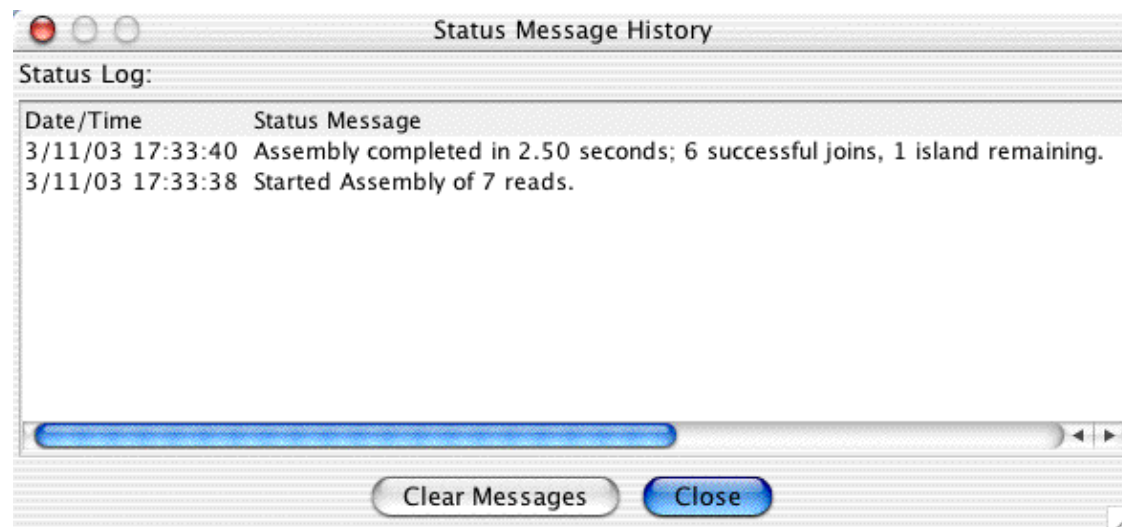 Status Message History
Status Log:
Date/Time Status Message
3/11/03 17:33:40 Assembly completed in 2.50 seconds; 6 successful joins, 1 island remaining.
3/11/03 17:33:38 Started Assembly of 7 reads.
Clear Messages Close